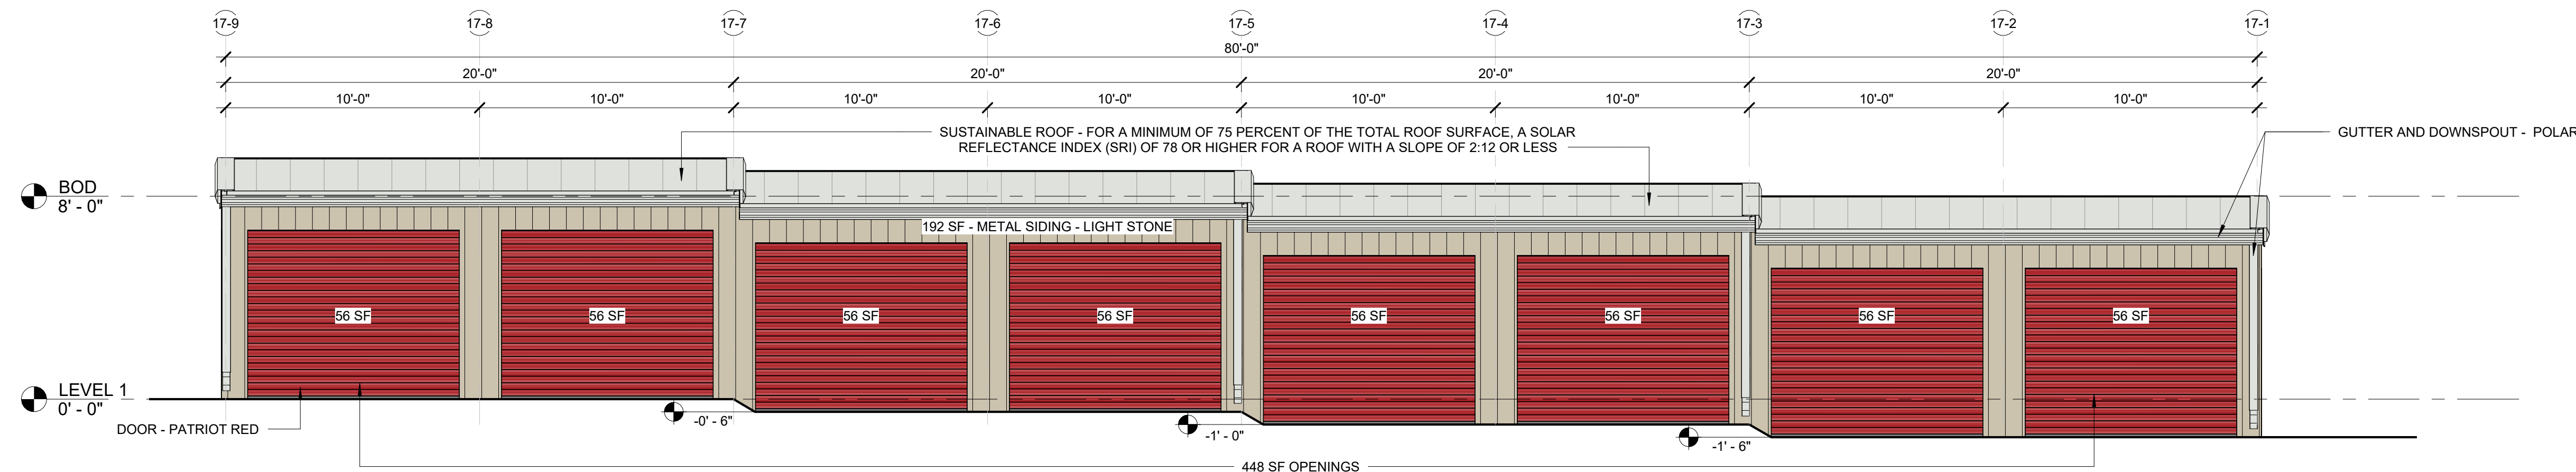 17-9 17-8 17-7 17-6 17-5 17-4 17-3 17-2 17-1
80'-0"
20'-0" 20'-0" 20'-0" 20'-0"
10'-0" 10'-0" 10'-0" 10'-0" 10'-0" 10'-0" 10'-0" 10'-0"
SUSTAINABLE ROOF - FOR A MINIMUM OF 75 PERCENT OF THE TOTAL ROOF SURFACE, A SOLAR
REFLECTANCE INDEX (SRI) OF 78 OR HIGHER FOR A ROOF WITH A SLOPE OF 2:12 OR LESS
GUTTER AND DOWNSPOUT - POLAR
BOD
8' - 0"
192 SF - METAL SIDING - LIGHT STONE
56 SF 56 SF 56 SF 56 SF 56 SF 56 SF 56 SF 56 SF
LEVEL 1
0' - 0"
-0' - 6"
-1' - 0"
-1' - 6"
DOOR - PATRIOT RED
448 SF OPENINGS